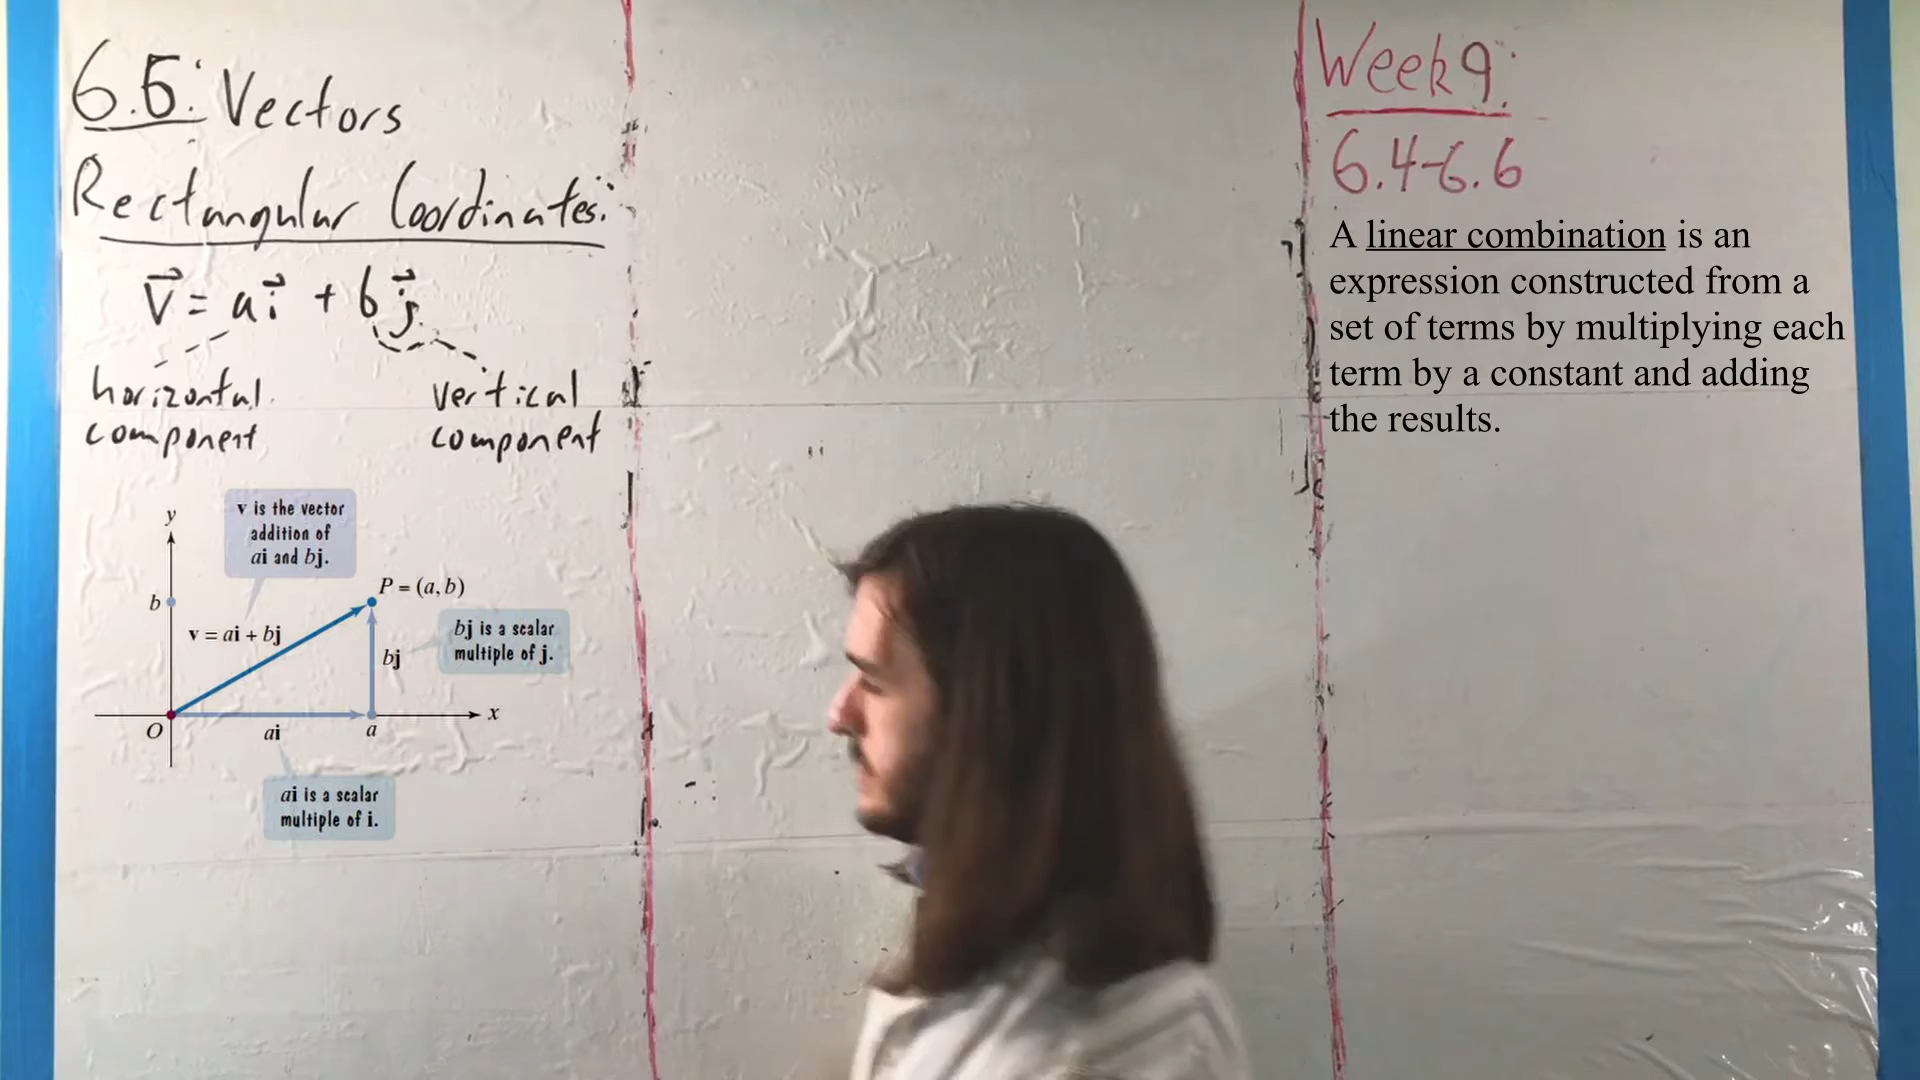 6.5: Vectors
Rectangular Coordinates:
v⃗ = ai⃗ + bj⃗
horizontal
component
vertical
component
v is the vector
addition of
ai and bj.
y
P = (a, b)
b
v = ai + bj
bj
bj is a scalar
multiple of j.
x
O
ai
a
ai is a scalar
multiple of i.
Week 9:
6.4-6.6
A linear combination is an
expression constructed from a
set of terms by multiplying each
term by a constant and adding
the results.